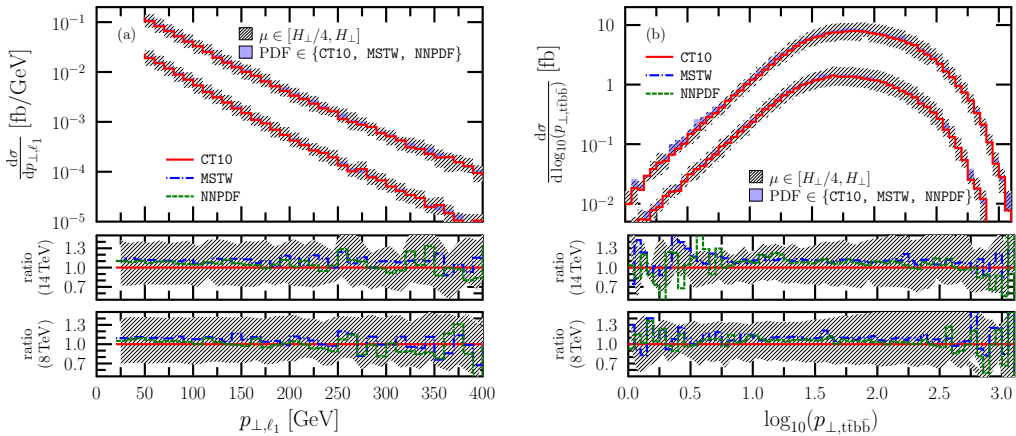 10⁻¹
10⁻²
10⁻³
10⁻⁴
10⁻⁵
dσ/dp⊥,ℓ₁ [fb/GeV]
(a)
μ ∈ [H⊥/4, H⊥]
PDF ∈ {CT10, MSTW, NNPDF}
CT10
MSTW
NNPDF
ratio
(14 TeV)
1.3
1.0
0.7
ratio
(8 TeV)
1.3
1.0
0.7
0 50 100 150 200 250 300 350 400
p⊥,ℓ₁ [GeV]
10
1
10⁻¹
10⁻²
dσ/d log₁₀(p⊥,tt̄bb̄) [fb]
(b)
CT10
MSTW
NNPDF
μ ∈ [H⊥/4, H⊥]
PDF ∈ {CT10, MSTW, NNPDF}
ratio
(14 TeV)
1.3
1.0
0.7
ratio
(8 TeV)
1.3
1.0
0.7
0.0 0.5 1.0 1.5 2.0 2.5 3.0
log₁₀(p⊥,tt̄bb̄)